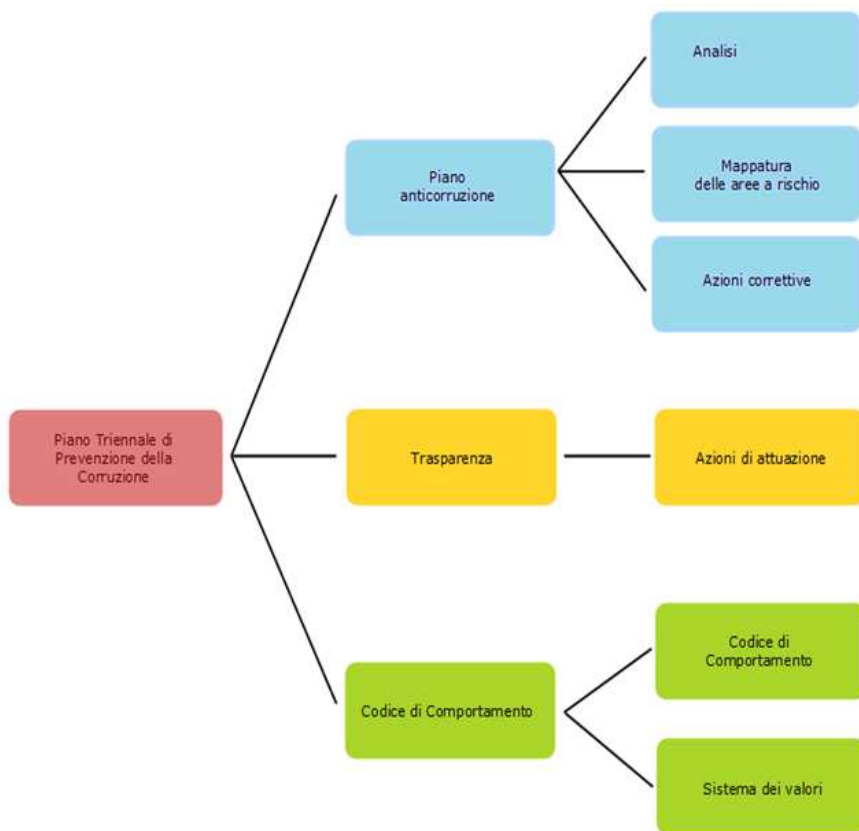 Analisi
Piano
anticorruzione
Mappatura
delle aree a rischio
Azioni correttive
Piano Triennale di
Prevenzione della
Corruzione
Trasparenza
Azioni di attuazione
Codice di Comportamento
Codice di
Comportamento
Sistema dei valori